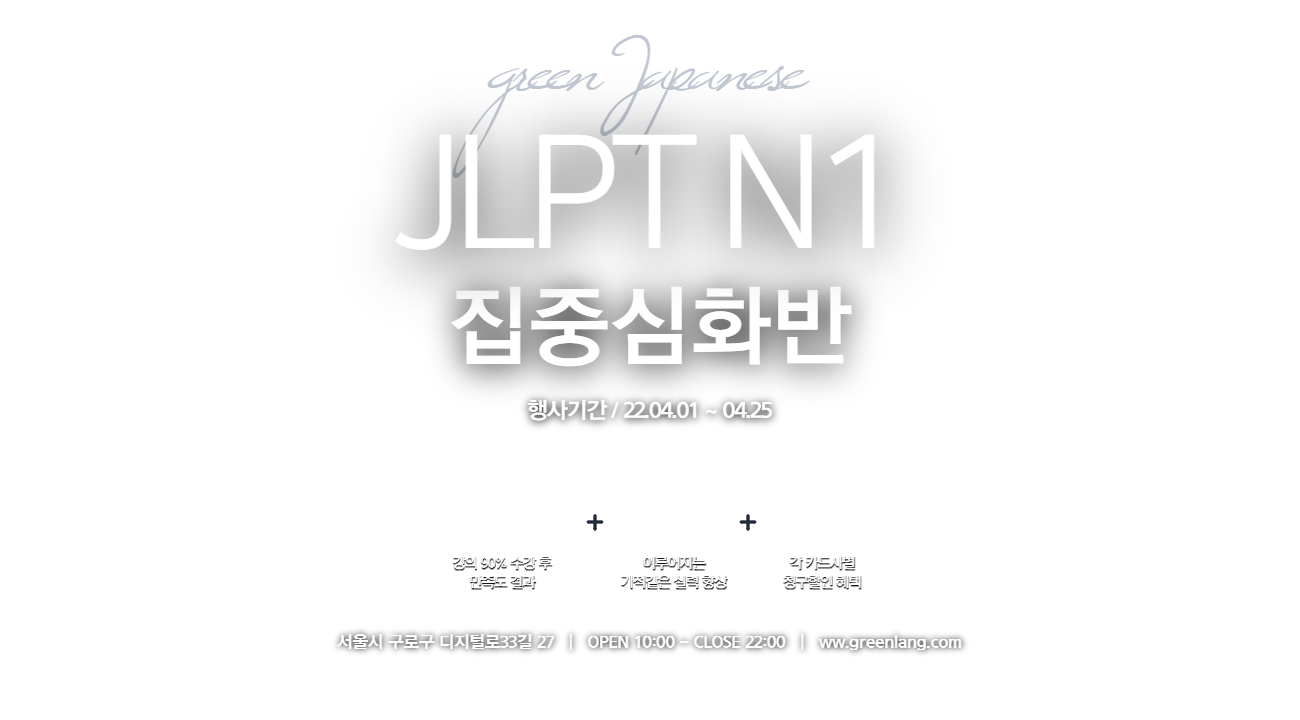 green Japanese
JLPT N1
집중심화반
행사기간 / 22.04.01 ~ 04.25
+ +
강의 90% 수강 후 이루어지는 각 카드사별
만족도 결과 기적같은 실력 향상 청구할인 혜택
서울시 구로구 디지털로33길 27 | OPEN 10:00 - CLOSE 22:00 | ww.greenlang.com